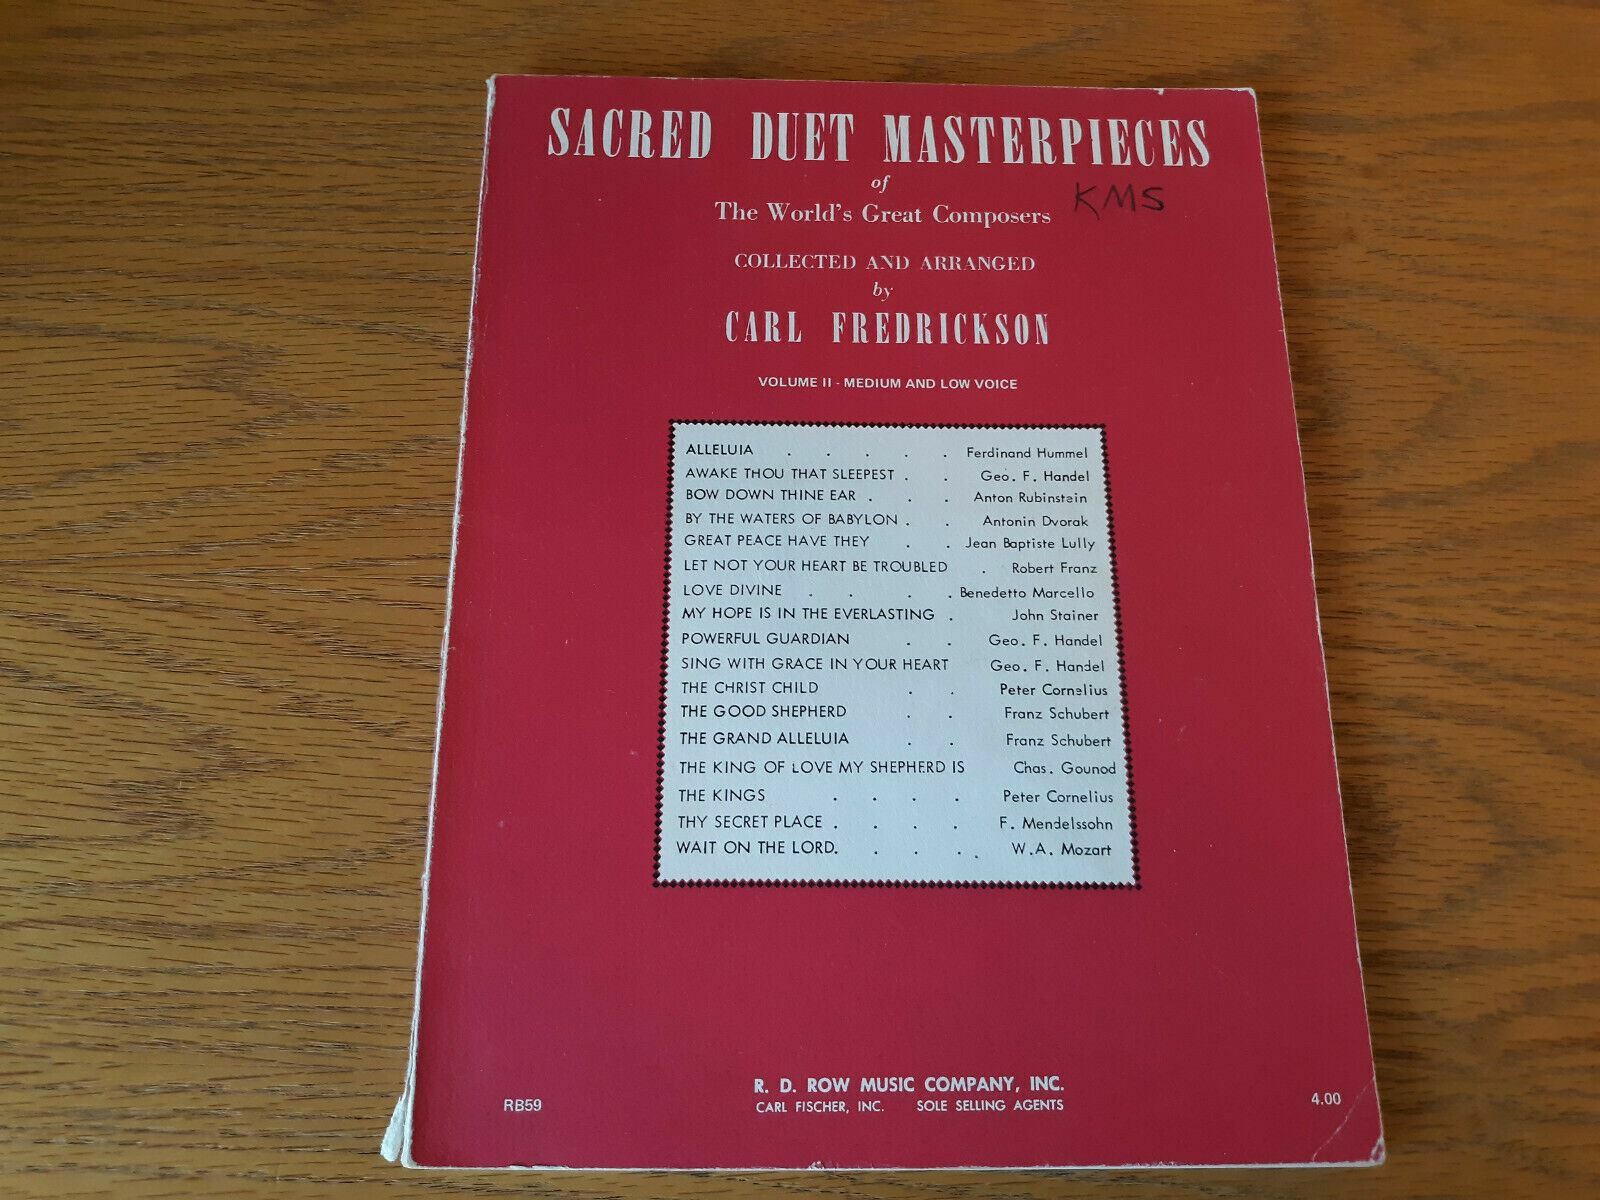 SACRED DUET MASTERPIECES
of
The World's Great Composers KMS
COLLECTED AND ARRANGED
by
CARL FREDRICKSON
VOLUME II - MEDIUM AND LOW VOICE
ALLELUIA . . . . . Ferdinand Hummel
AWAKE THOU THAT SLEEPEST . . Geo. F. Handel
BOW DOWN THINE EAR . . . Anton Rubinstein
BY THE WATERS OF BABYLON . . Antonin Dvorak
GREAT PEACE HAVE THEY . . Jean Baptiste Lully
LET NOT YOUR HEART BE TROUBLED . Robert Franz
LOVE DIVINE . . . . Benedetto Marcello
MY HOPE IS IN THE EVERLASTING . John Stainer
POWERFUL GUARDIAN . . Geo. F. Handel
SING WITH GRACE IN YOUR HEART Geo. F. Handel
THE CHRIST CHILD . . Peter Cornelius
THE GOOD SHEPHERD . . Franz Schubert
THE GRAND ALLELUIA . . Franz Schubert
THE KING OF LOVE MY SHEPHERD IS Chas. Gounod
THE KINGS . . . . Peter Cornelius
THY SECRET PLACE . . . . F. Mendelssohn
WAIT ON THE LORD. . . . . W.A. Mozart
R. D. ROW MUSIC COMPANY, INC.
CARL FISCHER, INC. SOLE SELLING AGENTS
RB59 4.00